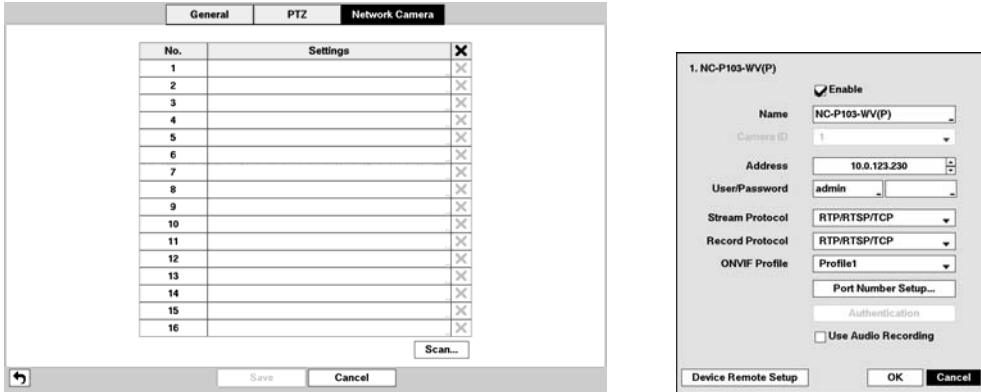 General PTZ Network Camera
No. Settings
1
2
3
4
5
6
7
8
9
10
11
12
13
14
15
16
Scan...
Save Cancel
1. NC-P103-WV(P)
Enable
Name NC-P103-WV(P)
Camera ID 1
Address 10.0.123.230
User/Password admin
Stream Protocol RTP/RTSP/TCP
Record Protocol RTP/RTSP/TCP
ONVIF Profile Profile1
Port Number Setup...
Authentication
Use Audio Recording
Device Remote Setup OK Cancel